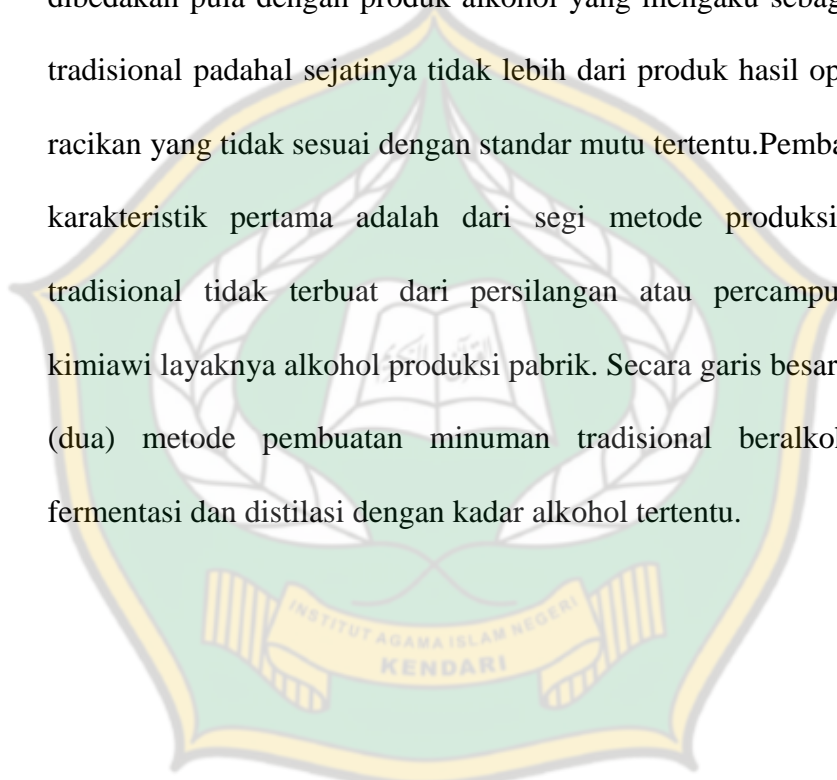 dibedakan pula dengan produk alkohol yang mengaku sebag
tradisional padahal sejatinya tidak lebih dari produk hasil op
racikan yang tidak sesuai dengan standar mutu tertentu.Pemba
karakteristik pertama adalah dari segi metode produksi
tradisional tidak terbuat dari persilangan atau percampu
kimiawi layaknya alkohol produksi pabrik. Secara garis besar
(dua) metode pembuatan minuman tradisional beralkoh
fermentasi dan distilasi dengan kadar alkohol tertentu.
القرآن الكريم
INSTITUT AGAMA ISLAM NEGERI
KENDARI